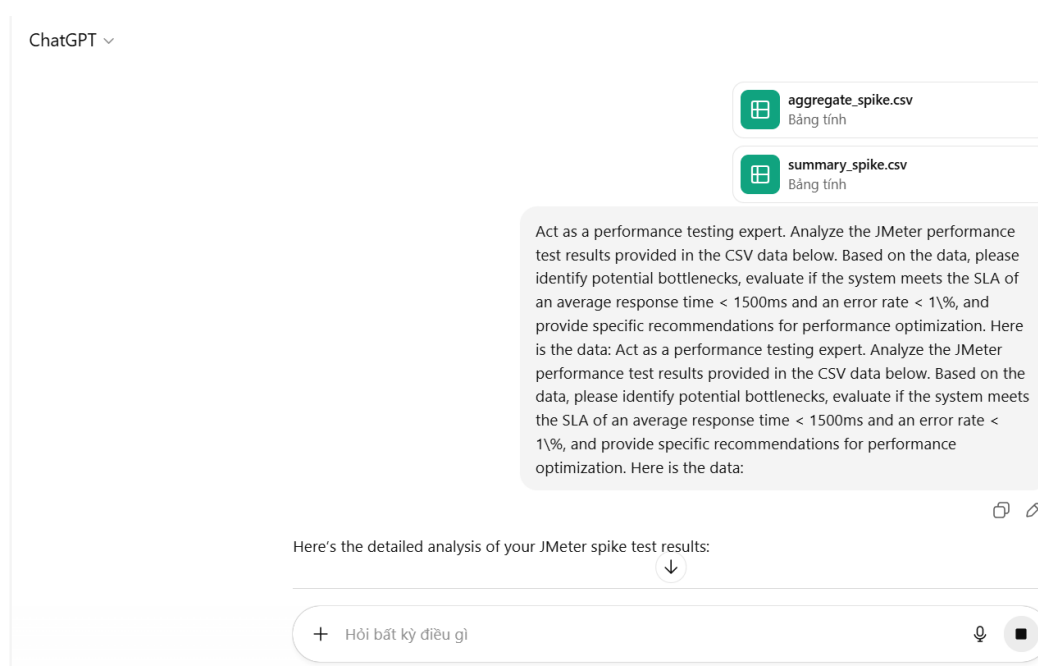 ChatGPT
aggregate_spike.csv
Bảng tính
summary_spike.csv
Bảng tính
Act as a performance testing expert. Analyze the JMeter performance
test results provided in the CSV data below. Based on the data, please
identify potential bottlenecks, evaluate if the system meets the SLA of
an average response time < 1500ms and an error rate < 1\%, and
provide specific recommendations for performance optimization. Here
is the data: Act as a performance testing expert. Analyze the JMeter
performance test results provided in the CSV data below. Based on the
data, please identify potential bottlenecks, evaluate if the system meets
the SLA of an average response time < 1500ms and an error rate <
1\%, and provide specific recommendations for performance
optimization. Here is the data:
Here's the detailed analysis of your JMeter spike test results:
Hỏi bất kỳ điều gì